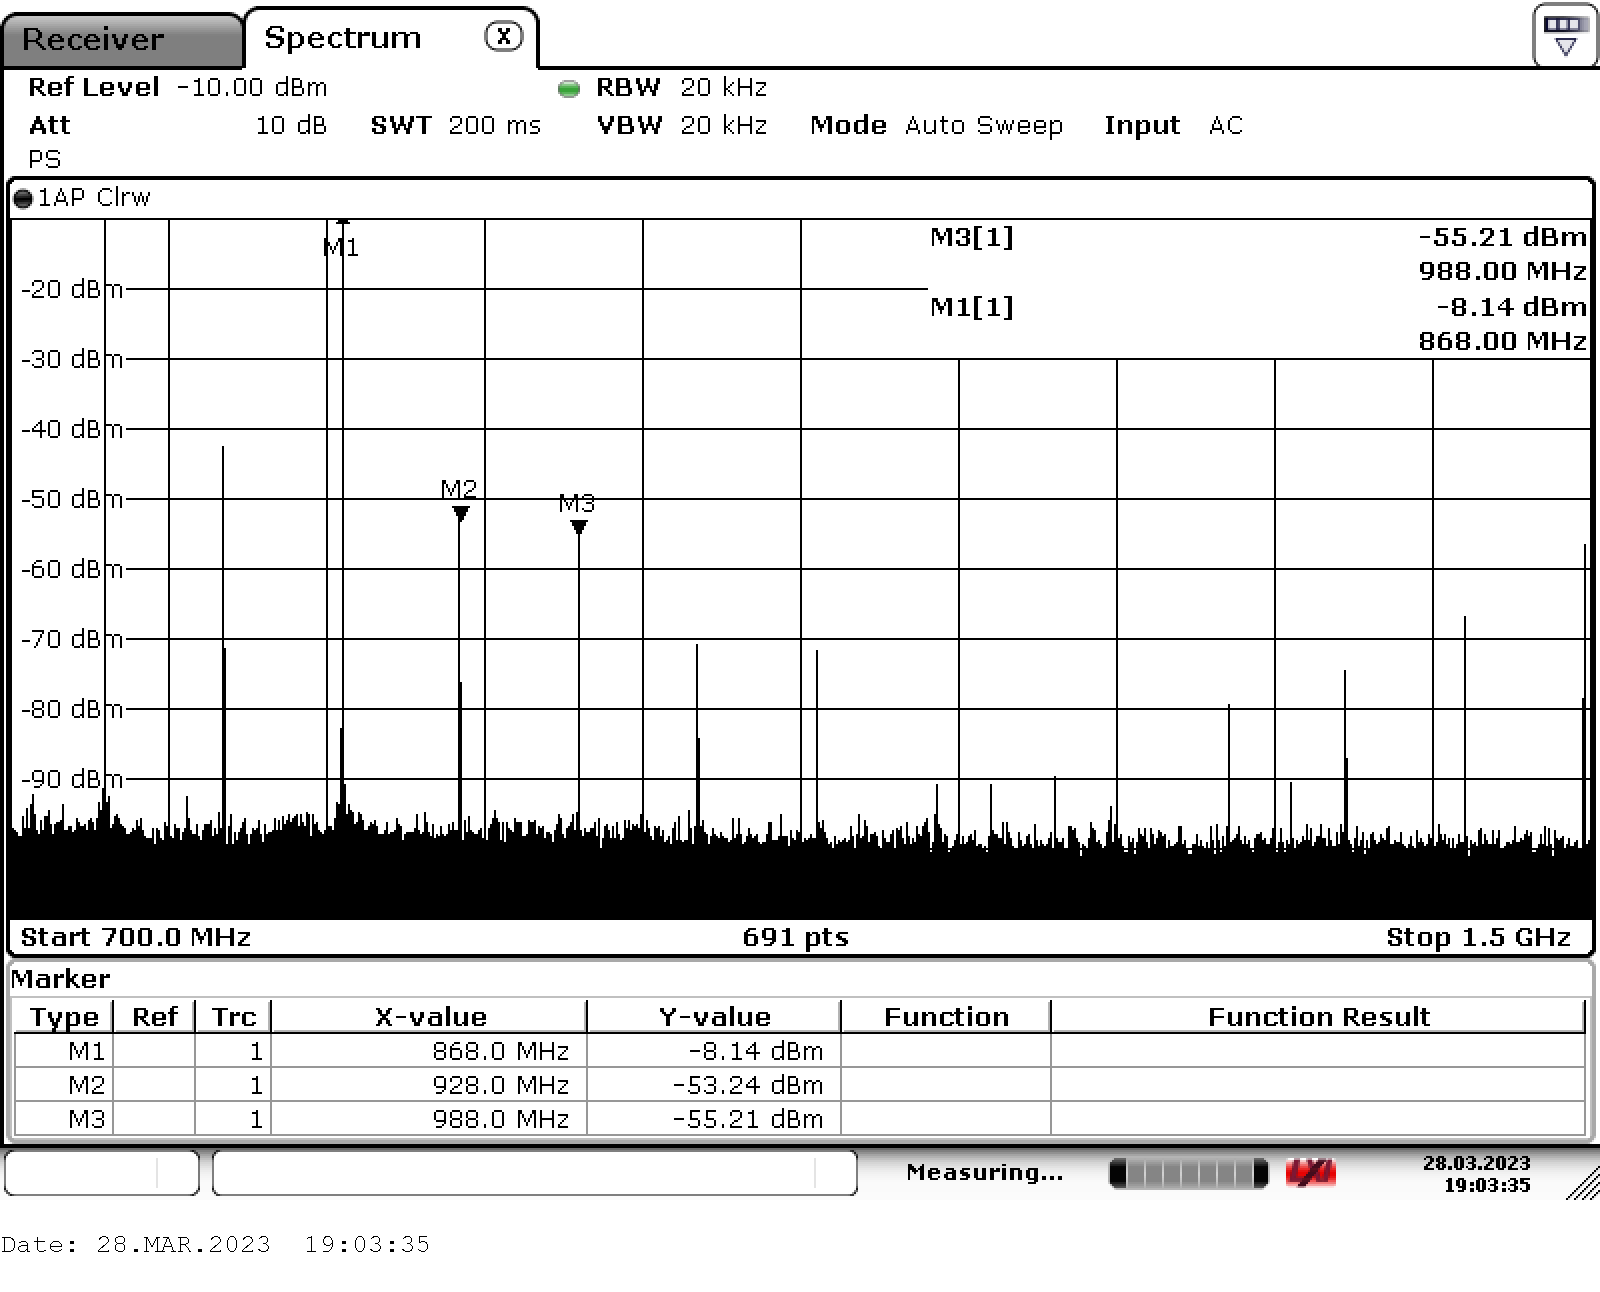 Receiver Spectrum X
Ref Level -10.00 dBm RBW 20 kHz
Att 10 dB SWT 200 ms VBW 20 kHz Mode Auto Sweep Input AC
PS
1AP Clrw
M3[1] -55.21 dBm
M1
988.00 MHz
-20 dBm
M1[1] -8.14 dBm
868.00 MHz
-30 dBm
-40 dBm
M2
-50 dBm
M3
-60 dBm
-70 dBm
-80 dBm
-90 dBm
Start 700.0 MHz 691 pts Stop 1.5 GHz
Marker
Type Ref Trc X-value Y-value Function Function Result
M1 1 868.0 MHz -8.14 dBm
M2 1 928.0 MHz -53.24 dBm
M3 1 988.0 MHz -55.21 dBm
Measuring... LXI 28.03.2023
19:03:35
Date: 28.MAR.2023 19:03:35